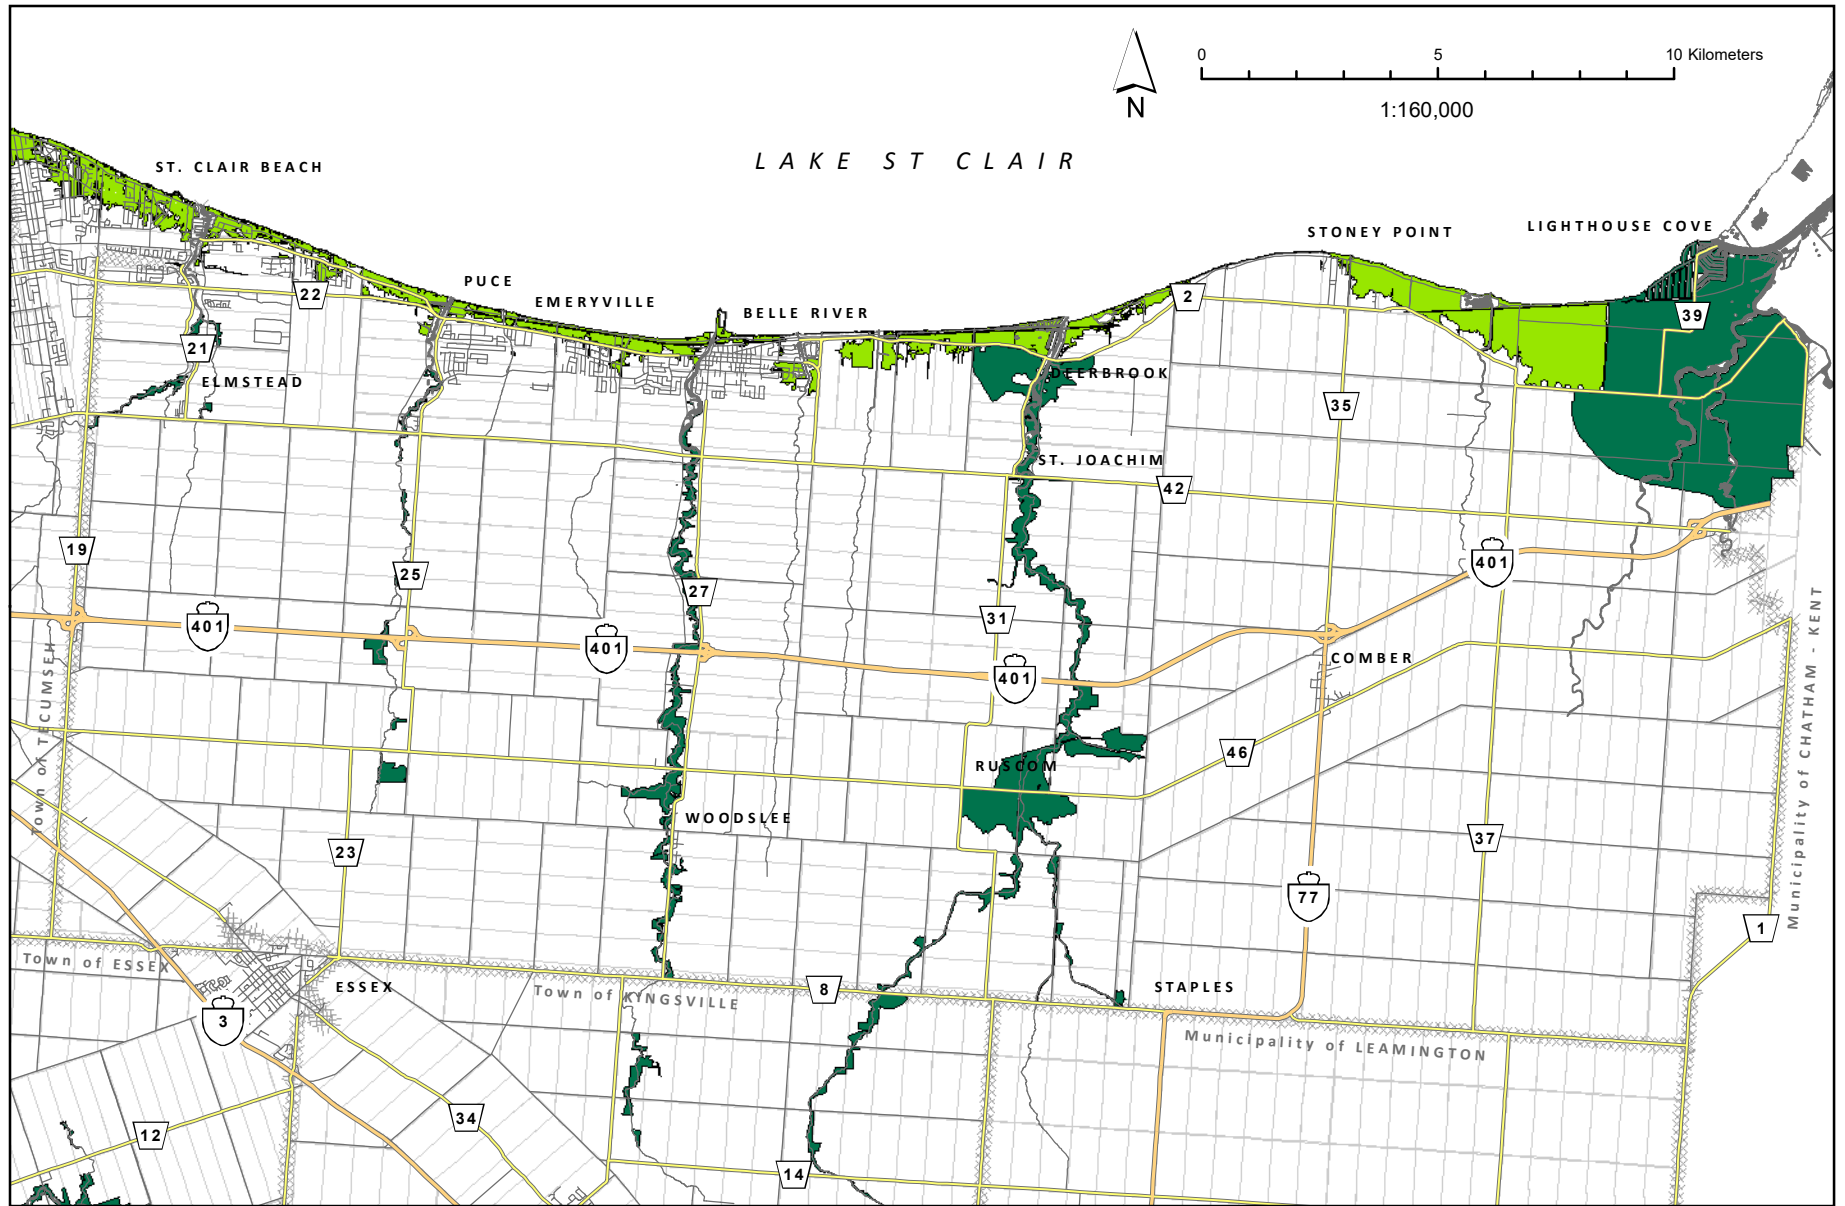 0 5 10 Kilometers
1:160,000
N
LAKE ST CLAIR
ST. CLAIR BEACH
STONEY POINT
LIGHTHOUSE COVE
PUCE
EMERYVILLE
BELLE RIVER
22
2
39
21
ELMSTEAD
DEERBROOK
35
ST. JOACHIM
42
19
25
27
401
31
401
401
401
COMBER
Town of TECUMSEH
Municipality of CHATHAM - KENT
46
RUSCOM
WOODSLEE
23
37
77
1
Town of ESSEX
ESSEX
Town of KINGSVILLE
8
STAPLES
3
Municipality of LEAMINGTON
34
12
14